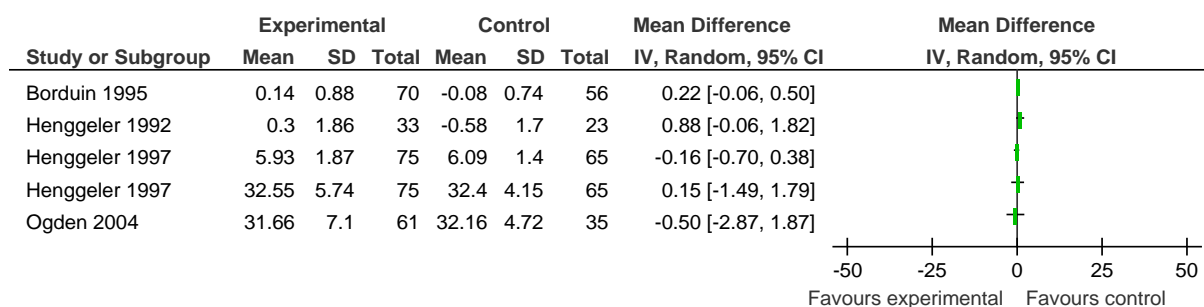 Experimental Control Mean Difference Mean Difference
Study or Subgroup Mean SD Total Mean SD Total IV, Random, 95% CI IV, Random, 95% CI
Borduin 1995 0.14 0.88 70 -0.08 0.74 56 0.22 [-0.06, 0.50]
Henggeler 1992 0.3 1.86 33 -0.58 1.7 23 0.88 [-0.06, 1.82]
Henggeler 1997 5.93 1.87 75 6.09 1.4 65 -0.16 [-0.70, 0.38]
Henggeler 1997 32.55 5.74 75 32.4 4.15 65 0.15 [-1.49, 1.79]
Ogden 2004 31.66 7.1 61 32.16 4.72 35 -0.50 [-2.87, 1.87]
-50 -25 0 25 50
Favours experimental Favours control